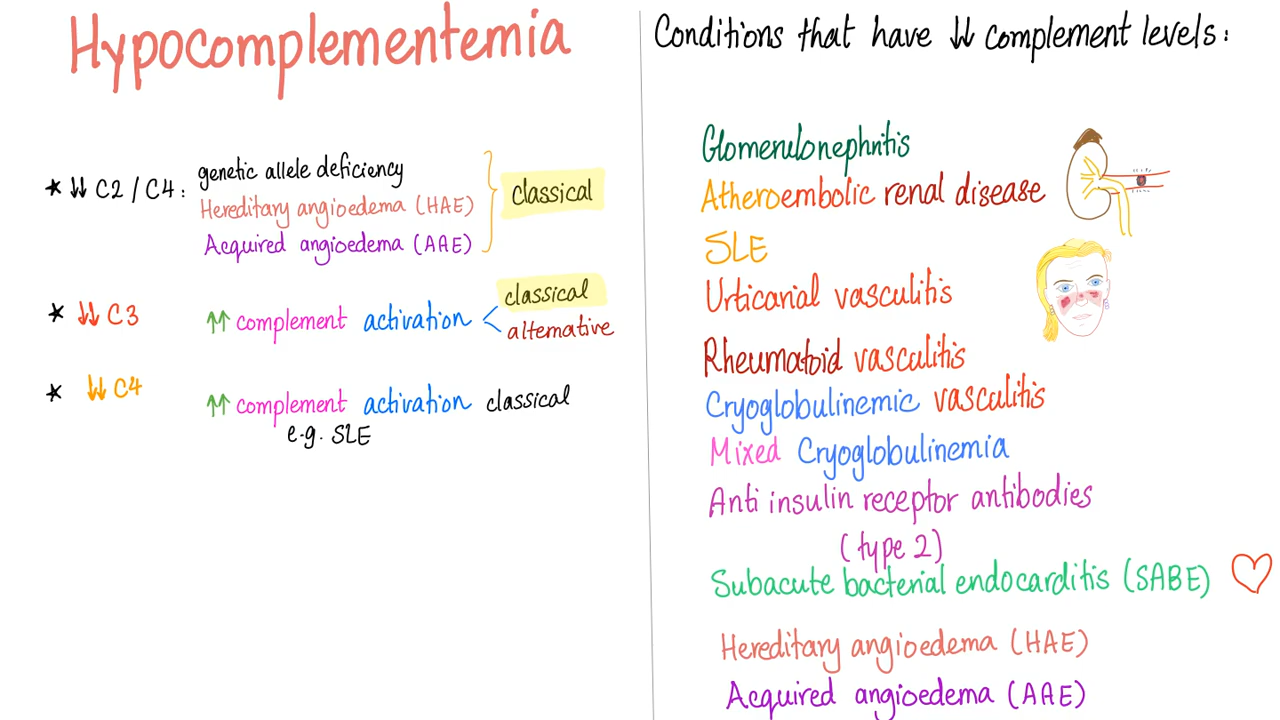 Hypocomplementemia
* ↓↓ C2 / C4: genetic allele deficiency
Hereditary angioedema (HAE)
Acquired angioedema (AAE)
classical
* ↓↓ C3 ↑↑ complement activation < classical
alternative
* ↓↓ C4 ↑↑ complement activation classical
e.g. SLE
Conditions that have ↓↓ complement levels:
Glomerulonephritis
Atheroembolic renal disease
SLE
Urticarial vasculitis
Rheumatoid vasculitis
Cryoglobulinemic vasculitis
Mixed Cryoglobulinemia
Anti insulin receptor antibodies
(type 2)
Subacute bacterial endocarditis (SABE)
Hereditary angioedema (HAE)
Acquired angioedema (AAE)